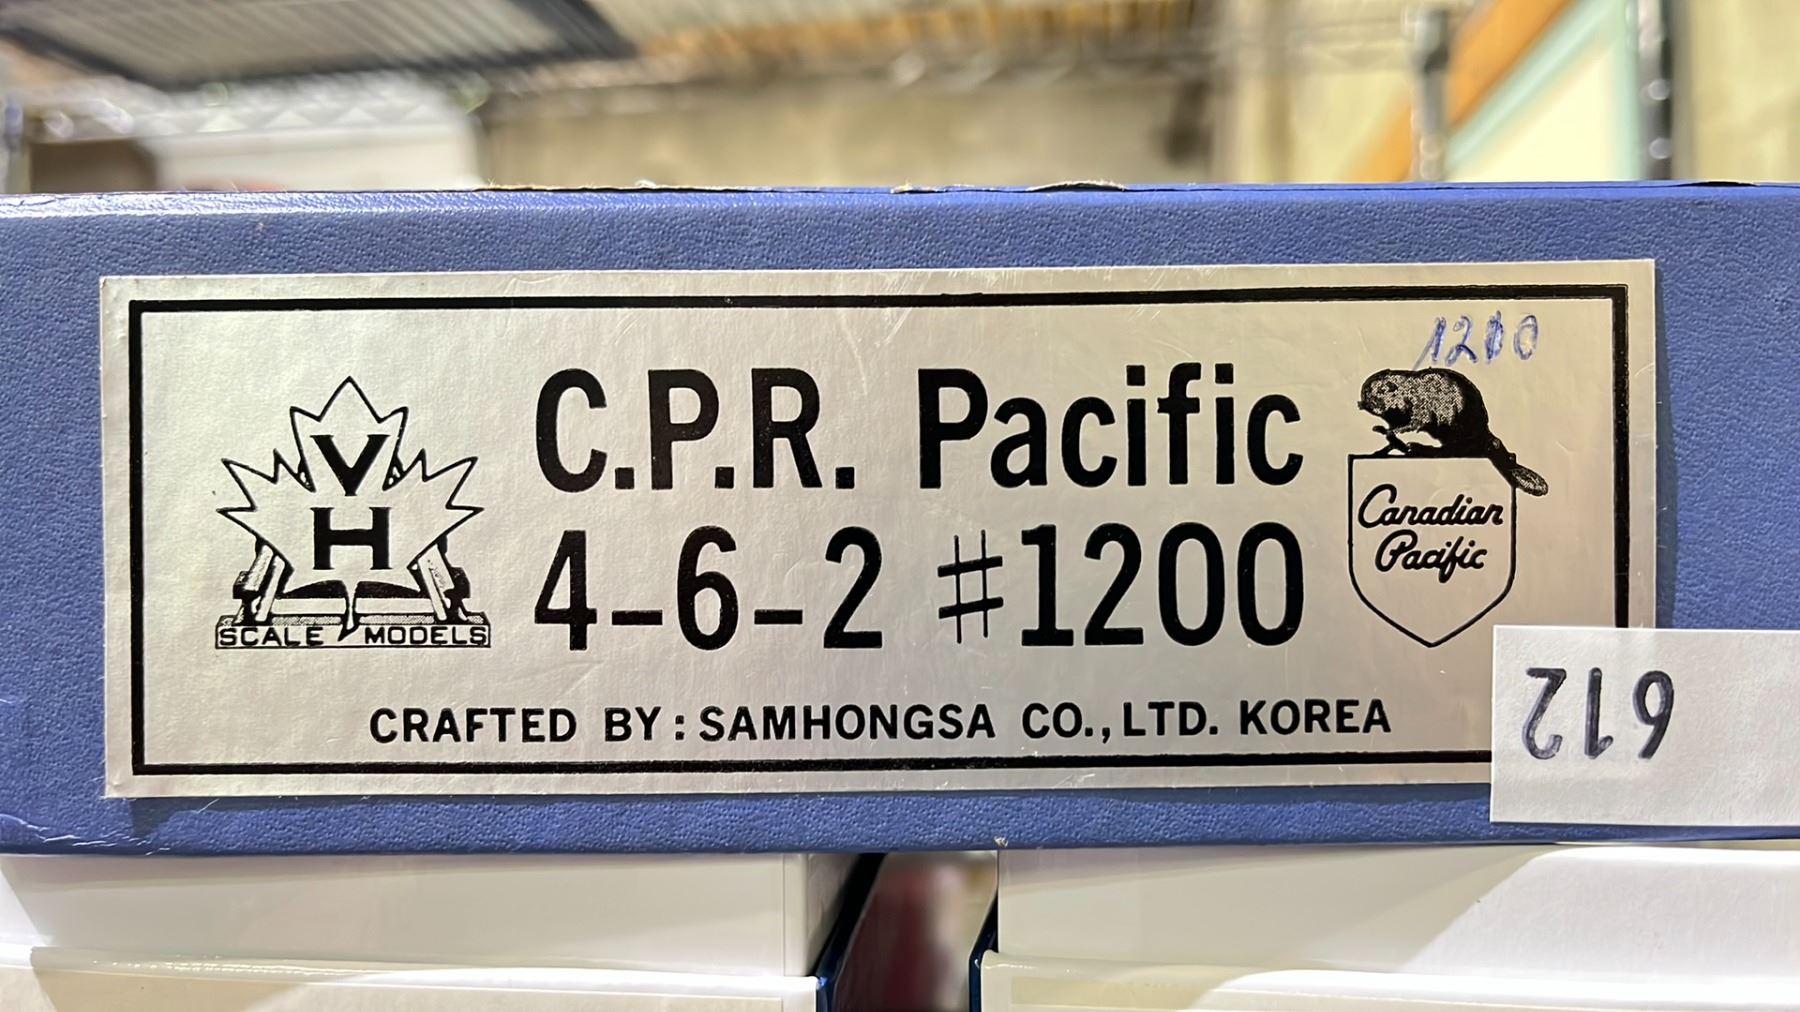 1200
C.P.R. Pacific
4-6-2 #1200
V
H
SCALE MODELS
Canadian
Pacific
CRAFTED BY: SAMHONGSA CO., LTD. KOREA
612